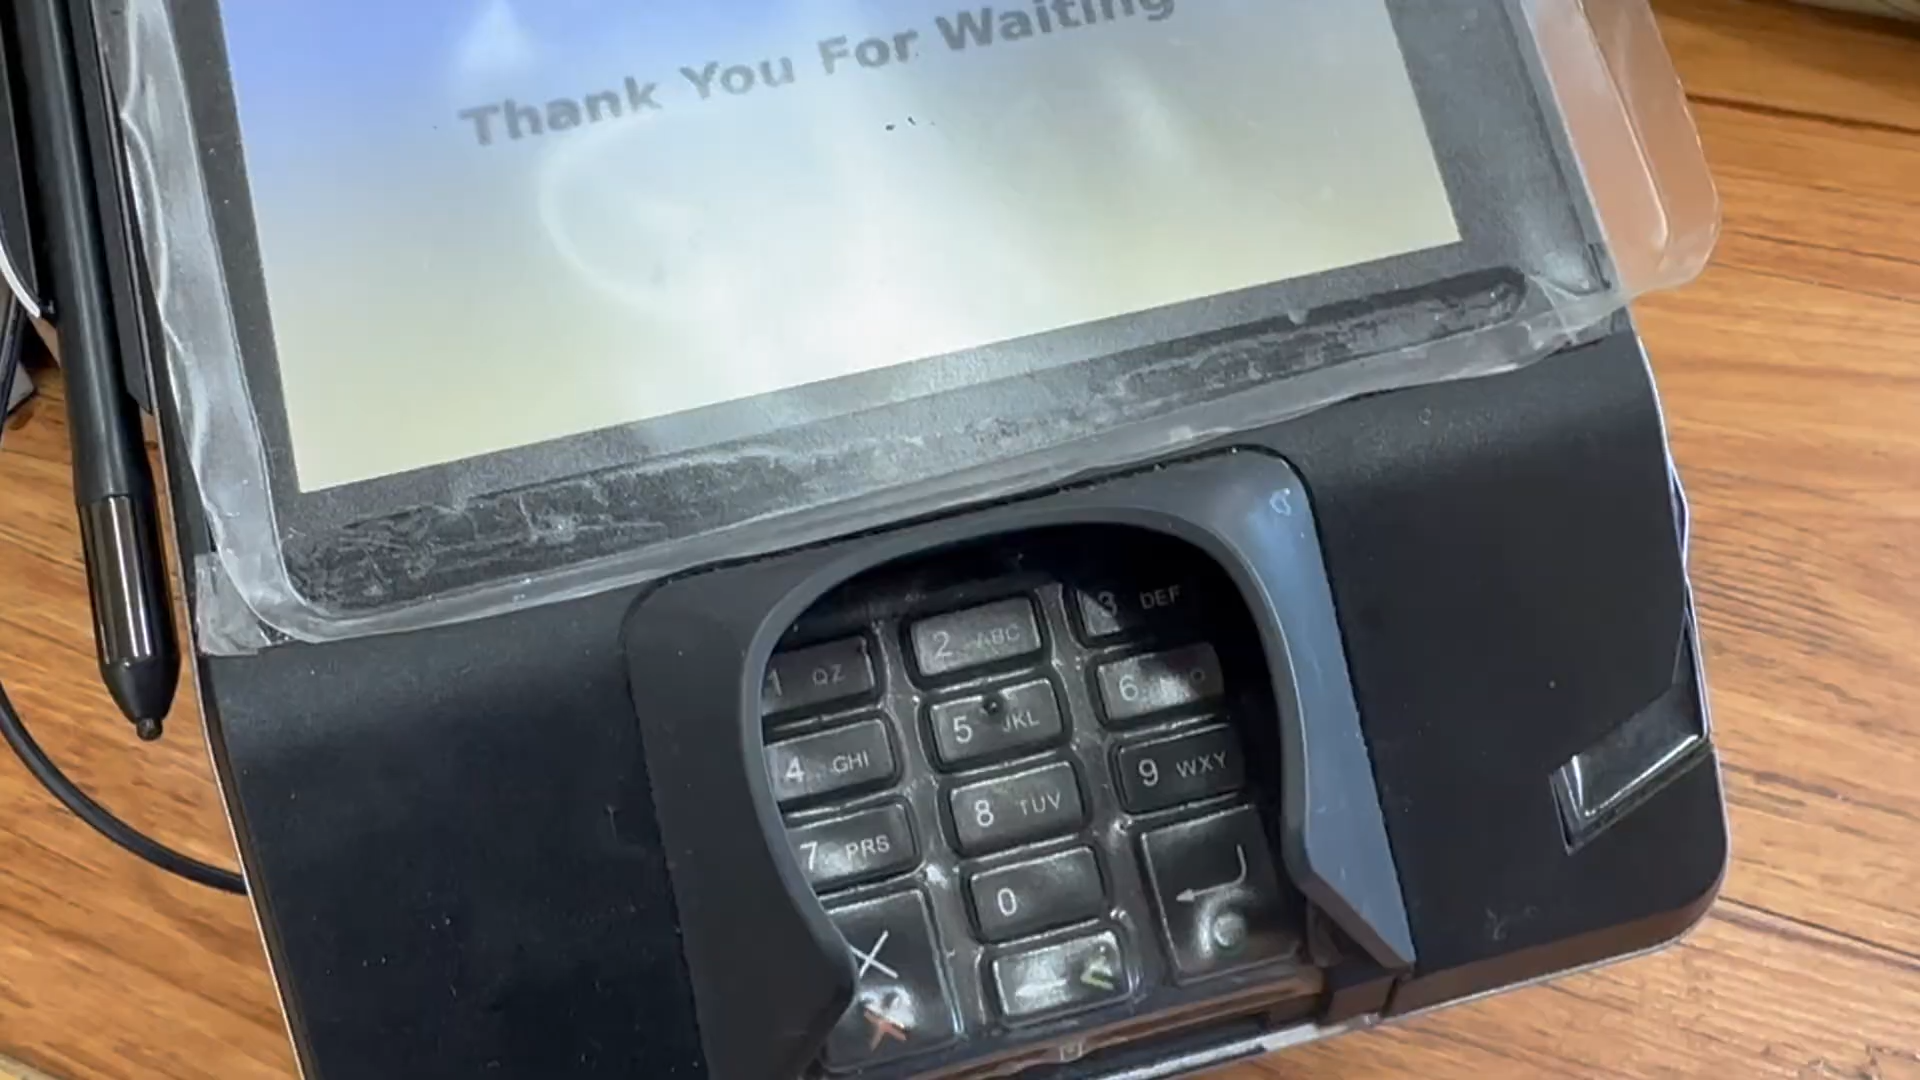 Thank You For Waiting
1 QZ
2 ABC
3 DEF
4 GHI
5 JKL
6
7 PRS
8 TUV
9 WXY
0